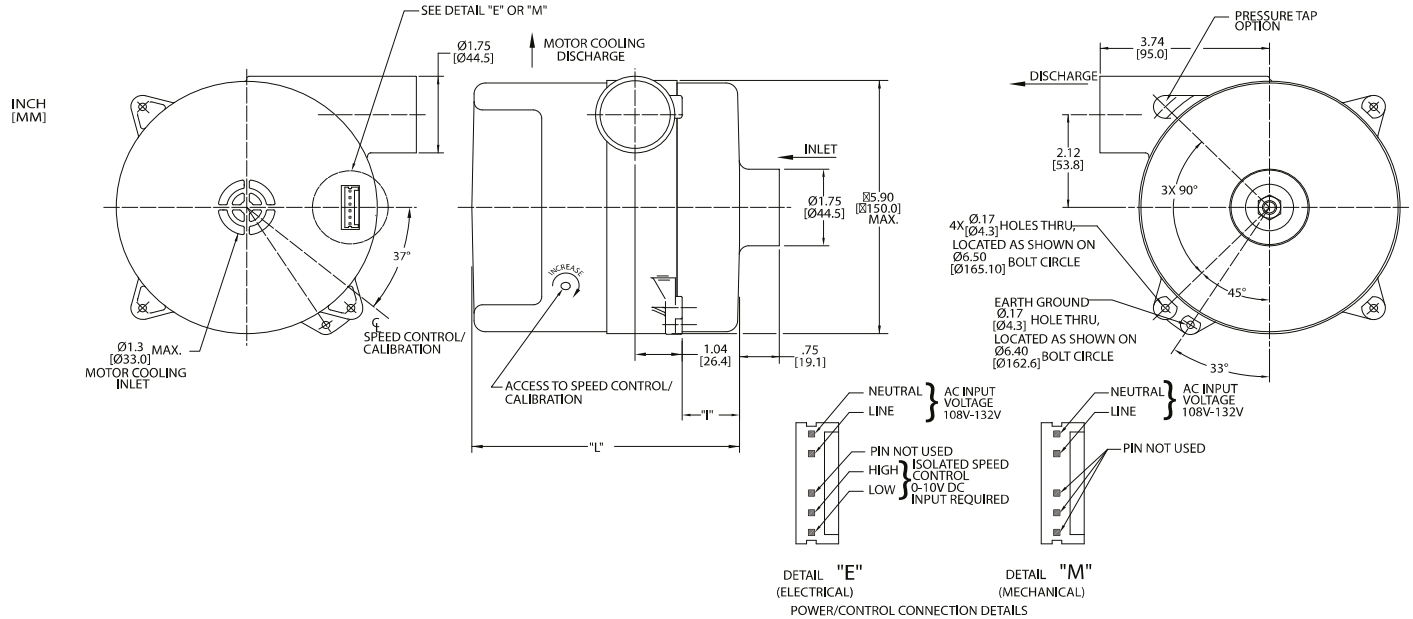 SEE DETAIL "E" OR "M"
INCH
[MM]
Ø1.75
[Ø44.5]
MOTOR COOLING
DISCHARGE
37°
℄
SPEED CONTROL/
CALIBRATION
Ø1.3
[Ø33.0] MAX.
MOTOR COOLING
INLET
INLET
Ø1.75
[Ø44.5]
5.90
[150.0]
MAX.
INCREASE
1.04
[26.4]
.75
[19.1]
ACCESS TO SPEED CONTROL/
CALIBRATION
"I"
"L"
PRESSURE TAP
OPTION
3.74
[95.0]
DISCHARGE
2.12
[53.8]
3X 90°
4X Ø.17
[Ø4.3] HOLES THRU,
LOCATED AS SHOWN ON
Ø6.50
[Ø165.10] BOLT CIRCLE
45°
EARTH GROUND
Ø.17
[Ø4.3] HOLE THRU,
LOCATED AS SHOWN ON
Ø6.40
[Ø162.6] BOLT CIRCLE
33°
NEUTRAL
LINE
AC INPUT
VOLTAGE
108V-132V
PIN NOT USED
HIGH
LOW
ISOLATED SPEED
CONTROL
0-10V DC
INPUT REQUIRED
DETAIL "E"
(ELECTRICAL)
NEUTRAL
LINE
AC INPUT
VOLTAGE
108V-132V
PIN NOT USED
DETAIL "M"
(MECHANICAL)
POWER/CONTROL CONNECTION DETAILS